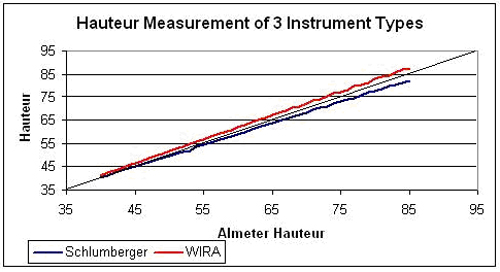 Hauteur Measurement of 3 Instrument Types
Hauteur
95
85
75
65
55
45
35
35 45 55 65 75 85 95
Almeter Hauteur
Schlumberger WIRA